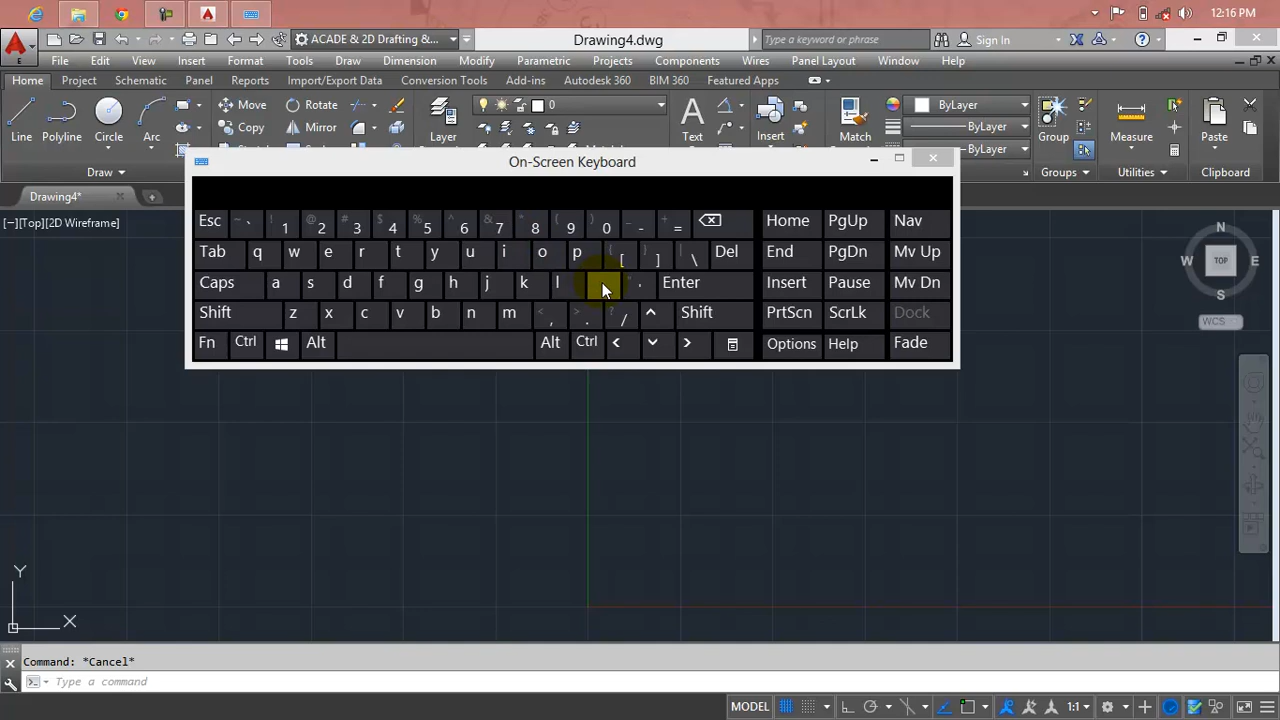 12:16 PM
ACADE & 2D Drafting &...
Drawing4.dwg
Type a keyword or phrase
Sign In
File Edit View Insert Format Tools Draw Dimension Modify Parametric Projects Components Wires Panel Layout Window Help
Home Project Schematic Panel Reports Import/Export Data Conversion Tools Add-ins Autodesk 360 BIM 360 Featured Apps
Move Rotate 0 ByLayer
Line Polyline Circle Arc Copy Mirror Layer Text Insert Match ByLayer Group Measure Paste
ByLayer
Draw Groups Utilities Clipboard
On-Screen Keyboard
Drawing4*
[−][Top][2D Wireframe]
Esc ~ ` ! 1 @ 2 # 3 $ 4 % 5 ^ 6 & 7 * 8 ( 9 ) 0 _ - + = Home PgUp Nav
Tab q w e r t y u i o p { [ } ] | \ Del End PgDn Mv Up
Caps a s d f g h j k l " ' Enter Insert Pause Mv Dn
Shift z x c v b n m < , > . ? / ^ Shift PrtScn ScrLk Dock
Fn Ctrl Alt Alt Ctrl < > Options Help Fade
N
W TOP E
S
WCS
Y
X
Command: *Cancel*
Type a command
MODEL 1:1